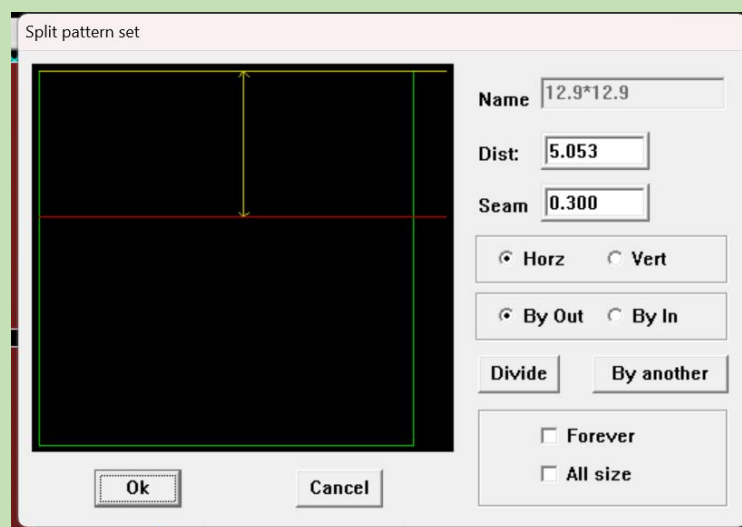 Split pattern set
Name 12.9*12.9
Dist: 5.053
Seam 0.300
Horz Vert
By Out By In
Divide By another
Forever
All size
Ok Cancel